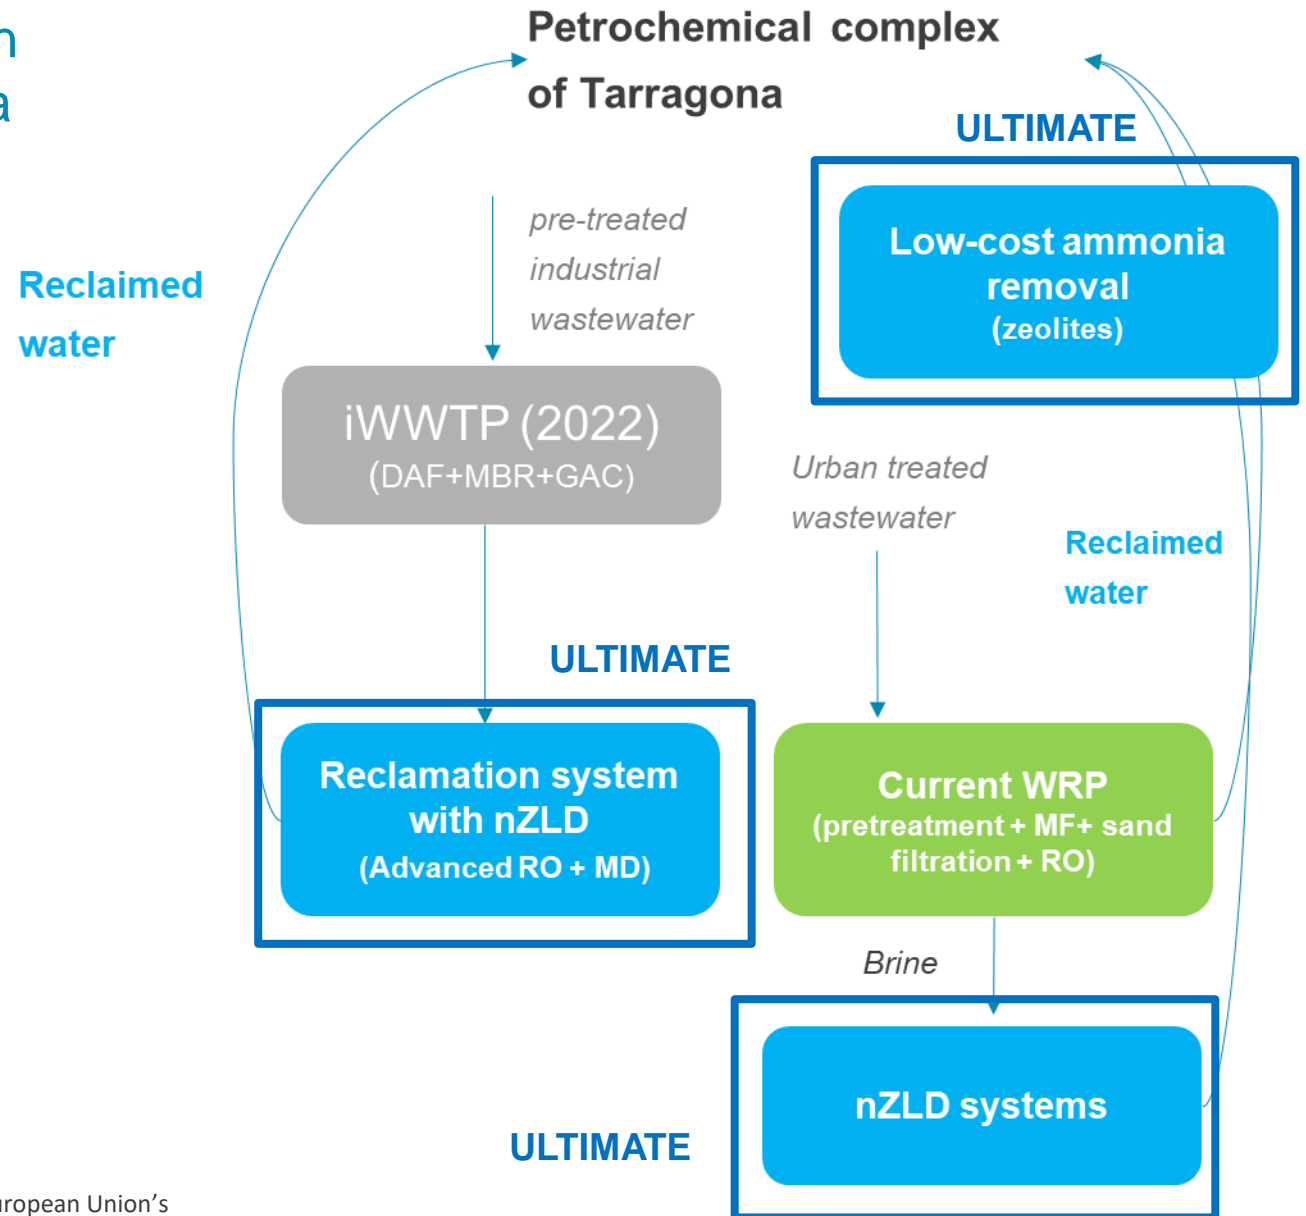 n
a
Petrochemical complex
of Tarragona
ULTIMATE
pre-treated
industrial
wastewater
Low-cost ammonia
removal
(zeolites)
Reclaimed
water
iWWTP (2022)
(DAF+MBR+GAC)
Urban treated
wastewater
Reclaimed
water
ULTIMATE
Reclamation system
with nZLD
(Advanced RO + MD)
Current WRP
(pretreatment + MF+ sand
filtration + RO)
Brine
nZLD systems
ULTIMATE
uropean Union's